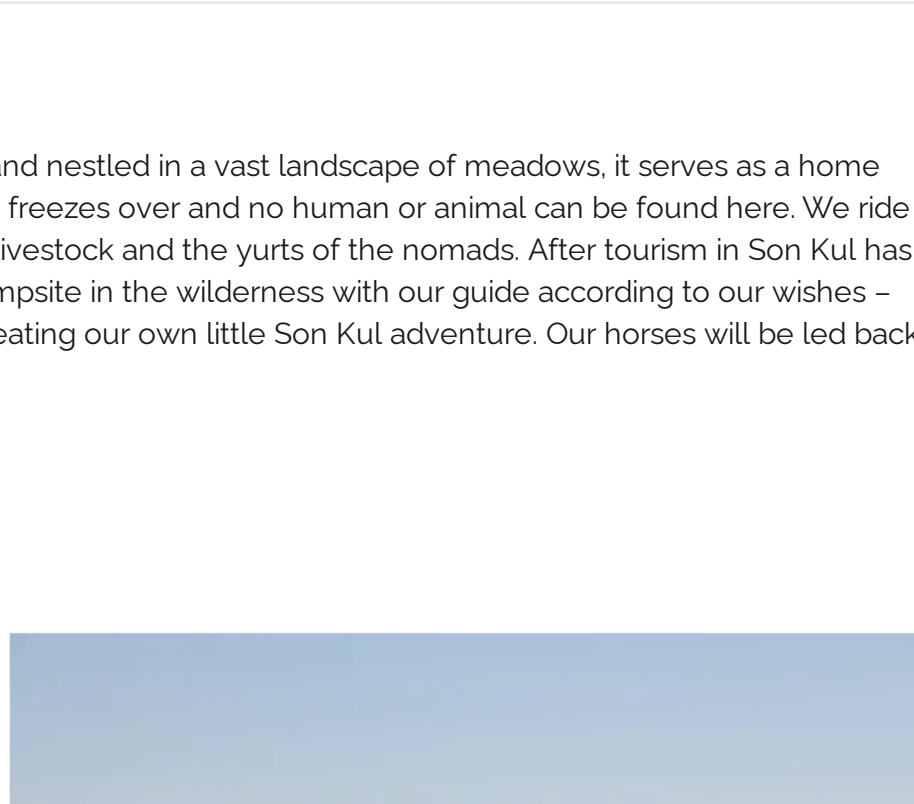 and nestled in a vast landscape of meadows, it serves as a home
freezes over and no human or animal can be found here. We ride
livestock and the yurts of the nomads. After tourism in Son Kul has
mpsite in the wilderness with our guide according to our wishes –
eating our own little Son Kul adventure. Our horses will be led back